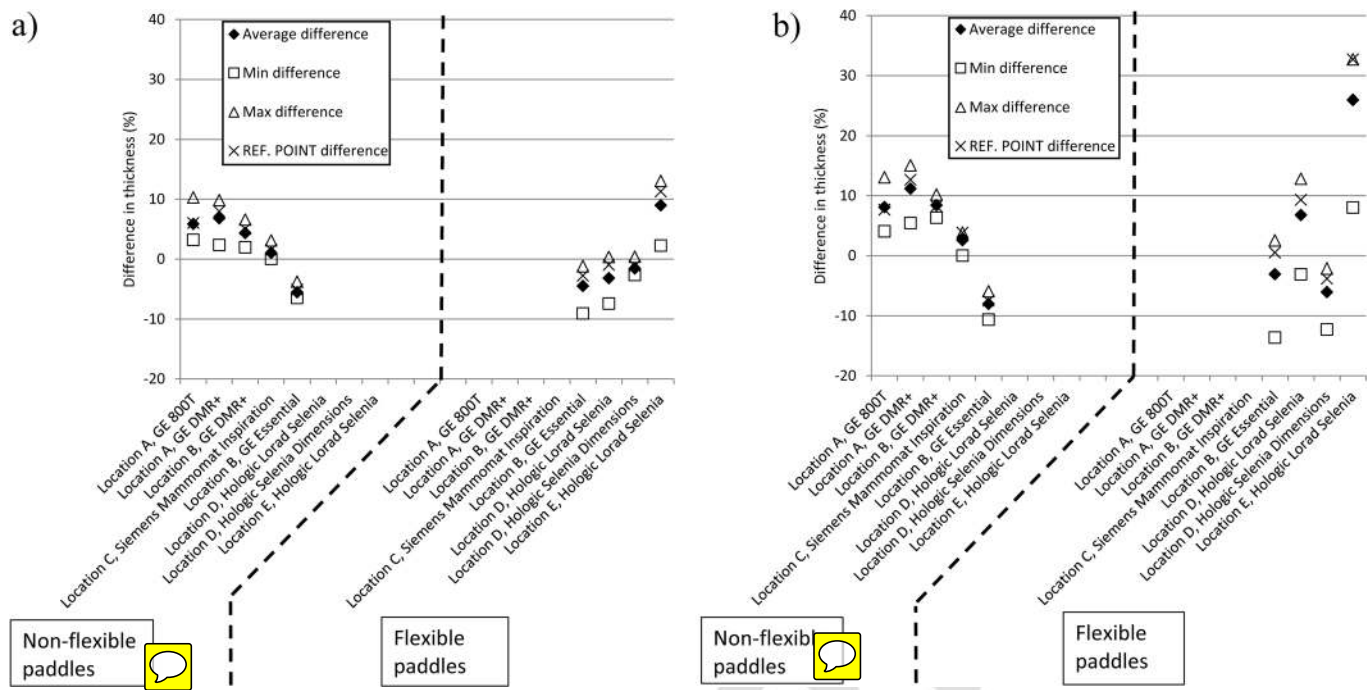 a)
Difference in thickness (%)
40
30
20
10
0
-10
-20
Average difference
Min difference
Max difference
REF. POINT difference
Location A, GE 800T
Location A, GE DMR+
Location B, GE DMR+
Location C, Siemens Mammomat Inspiration
Location B, GE Essential
Location D, Hologic Lorad Selenia
Location D, Hologic Selenia Dimensions
Location E, Hologic Lorad Selenia
Location A, GE 800T
Location A, GE DMR+
Location B, GE DMR+
Location C, Siemens Mammomat Inspiration
Location B, GE Essential
Location D, Hologic Lorad Selenia
Location D, Hologic Selenia Dimensions
Location E, Hologic Lorad Selenia
Non-flexible
paddles
Flexible
paddles
b)
Difference in thickness (%)
40
30
20
10
0
-10
-20
Average difference
Min difference
Max difference
REF. POINT difference
Location A, GE 800T
Location A, GE DMR+
Location B, GE DMR+
Location C, Siemens Mammomat Inspiration
Location B, GE Essential
Location D, Hologic Lorad Selenia
Location D, Hologic Selenia Dimensions
Location E, Hologic Lorad Selenia
Location A, GE 800T
Location A, GE DMR+
Location B, GE DMR+
Location C, Siemens Mammomat Inspiration
Location B, GE Essential
Location D, Hologic Lorad Selenia
Location D, Hologic Selenia Dimensions
Location E, Hologic Lorad Selenia
Non-flexible
paddles
Flexible
paddles